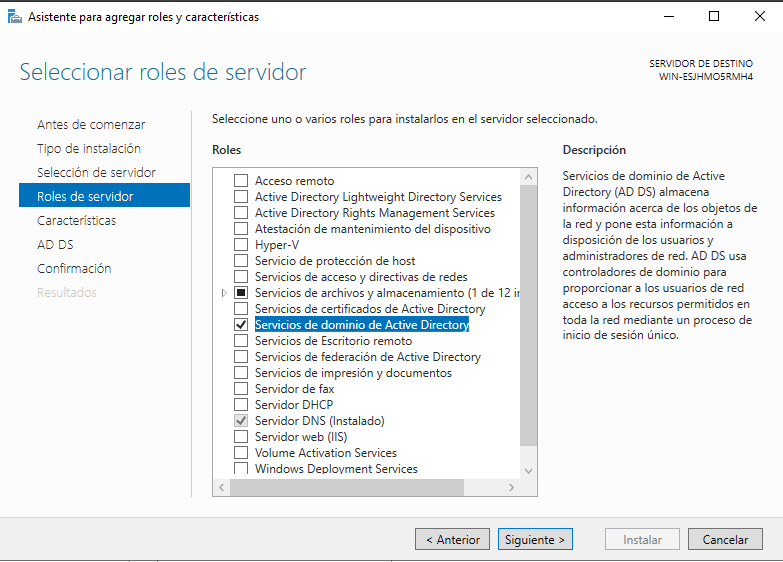 Asistente para agregar roles y características
Seleccionar roles de servidor
SERVIDOR DE DESTINO
WIN-ESJHMO5RMH4
Antes de comenzar
Tipo de instalación
Selección de servidor
Roles de servidor
Características
AD DS
Confirmación
Resultados
Seleccione uno o varios roles para instalarlos en el servidor seleccionado.
Roles
Acceso remoto
Active Directory Lightweight Directory Services
Active Directory Rights Management Services
Atestación de mantenimiento del dispositivo
Hyper-V
Servicio de protección de host
Servicios de acceso y directivas de redes
Servicios de archivos y almacenamiento (1 de 12 in
Servicios de certificados de Active Directory
Servicios de dominio de Active Directory
Servicios de Escritorio remoto
Servicios de federación de Active Directory
Servicios de impresión y documentos
Servidor de fax
Servidor DHCP
Servidor DNS (Instalado)
Servidor web (IIS)
Volume Activation Services
Windows Deployment Services
Descripción
Servicios de dominio de Active
Directory (AD DS) almacena
información acerca de los objetos de
la red y pone esta información a
disposición de los usuarios y
administradores de red. AD DS usa
controladores de dominio para
proporcionar a los usuarios de red
acceso a los recursos permitidos en
toda la red mediante un proceso de
inicio de sesión único.
< Anterior
Siguiente >
Instalar
Cancelar